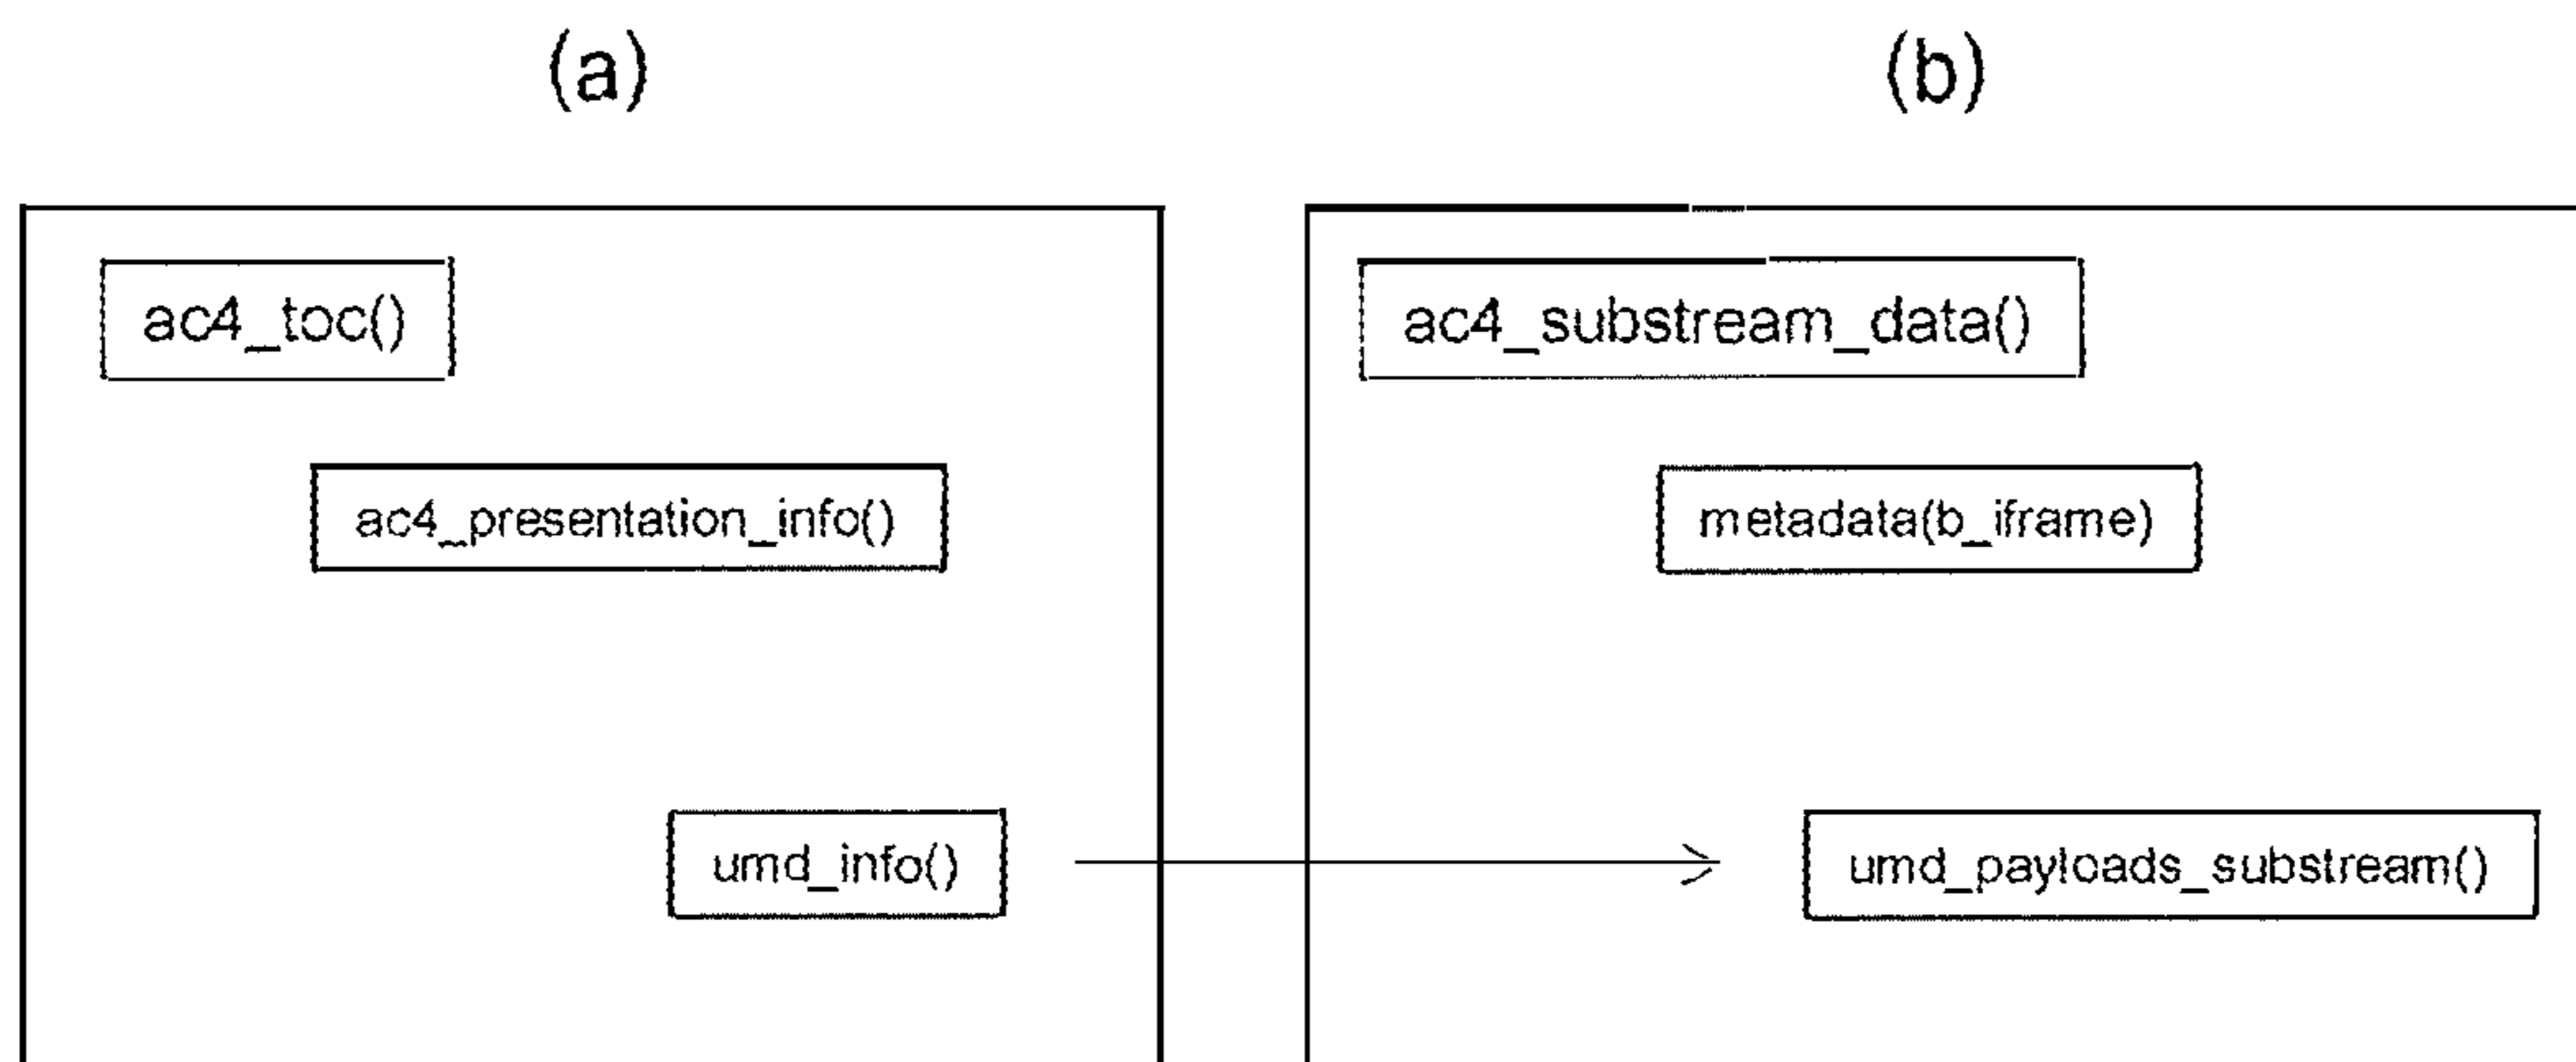 (a)
(b)
ac4_toc()
ac4_presentation_info()
umd_info()
ac4_substream_data()
metadata(b_iframe)
umd_payloads_substream()